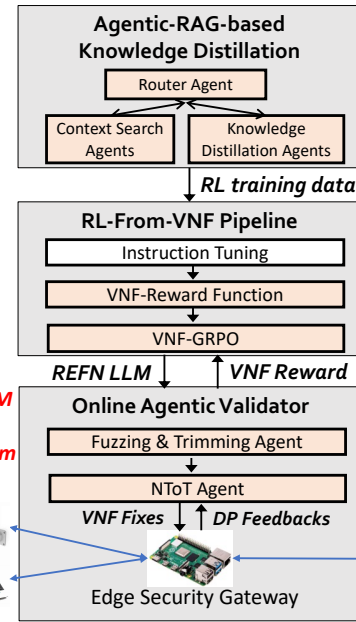 Agentic-RAG-based
Knowledge Distillation
Router Agent
Context Search
Agents
Knowledge
Distillation Agents
RL training data
RL-From-VNF Pipeline
Instruction Tuning
VNF-Reward Function
VNF-GRPO
REFN LLM
VNF Reward
M
Online Agentic Validator
Fuzzing & Trimming Agent
m
NToT Agent
VNF Fixes
DP Feedbacks
Edge Security Gateway